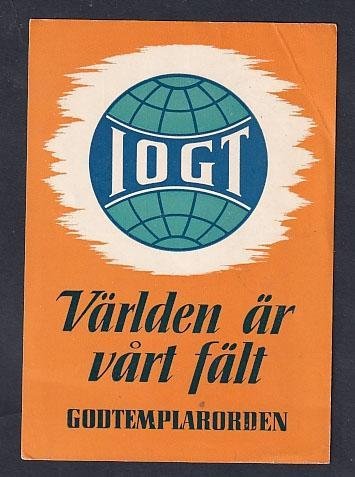 IOGT
Världen är
vårt fält
GODTEMPLARORDEN